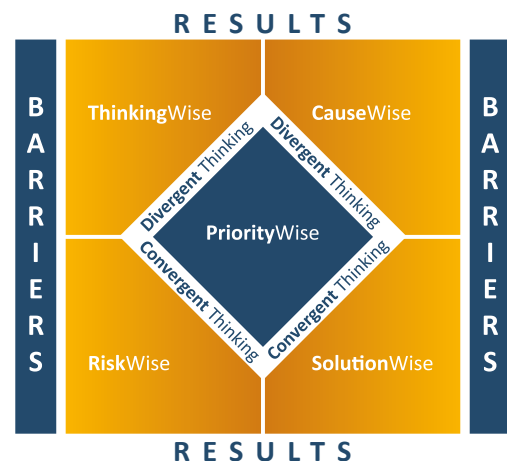 RESULTS
BARRIERS
ThinkingWise
CauseWise
BARRIERS
Divergent Thinking
Divergent Thinking
PriorityWise
Convergent Thinking
Convergent Thinking
RiskWise
SolutionWise
RESULTS